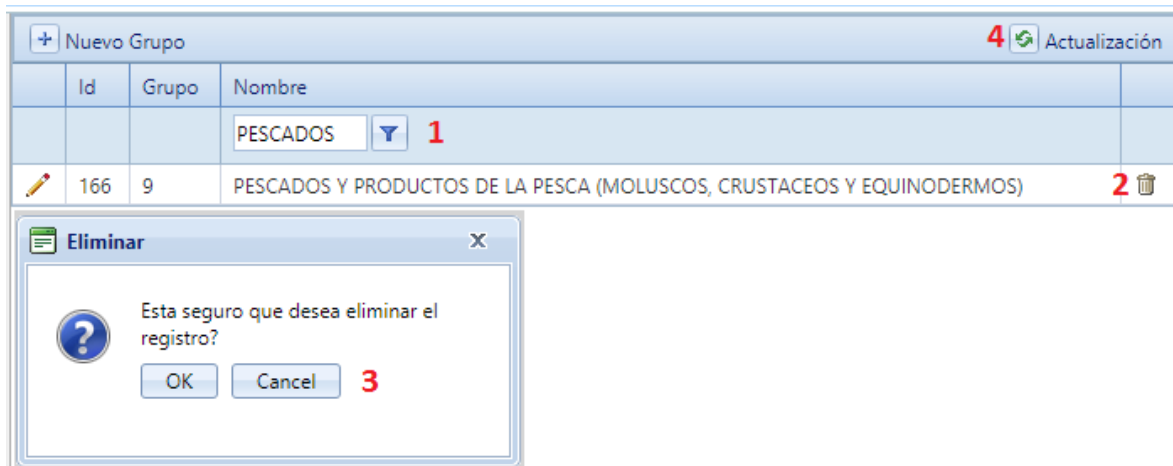 Nuevo Grupo 4 Actualización
Id Grupo Nombre
PESCADOS 1
166 9 PESCADOS Y PRODUCTOS DE LA PESCA (MOLUSCOS, CRUSTACEOS Y EQUINODERMOS) 2
Eliminar
Esta seguro que desea eliminar el
registro?
OK Cancel 3